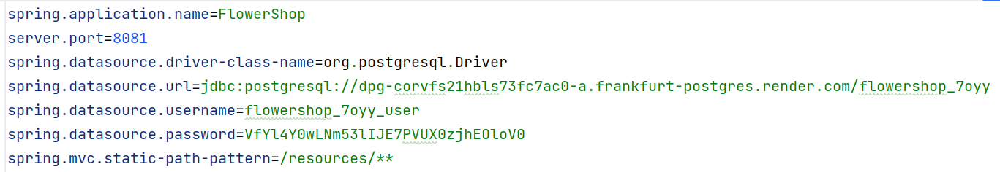 spring.application.name=FlowerShop
server.port=8081
spring.datasource.driver-class-name=org.postgresql.Driver
spring.datasource.url=jdbc:postgresql://dpg-corvfs21hbls73fc7ac0-a.frankfurt-postgres.render.com/flowershop_7oyy
spring.datasource.username=flowershop_7oyy_user
spring.datasource.password=VfYl4Y0wLNm53lIJE7PVUX0zjhEOloV0
spring.mvc.static-path-pattern=/resources/**